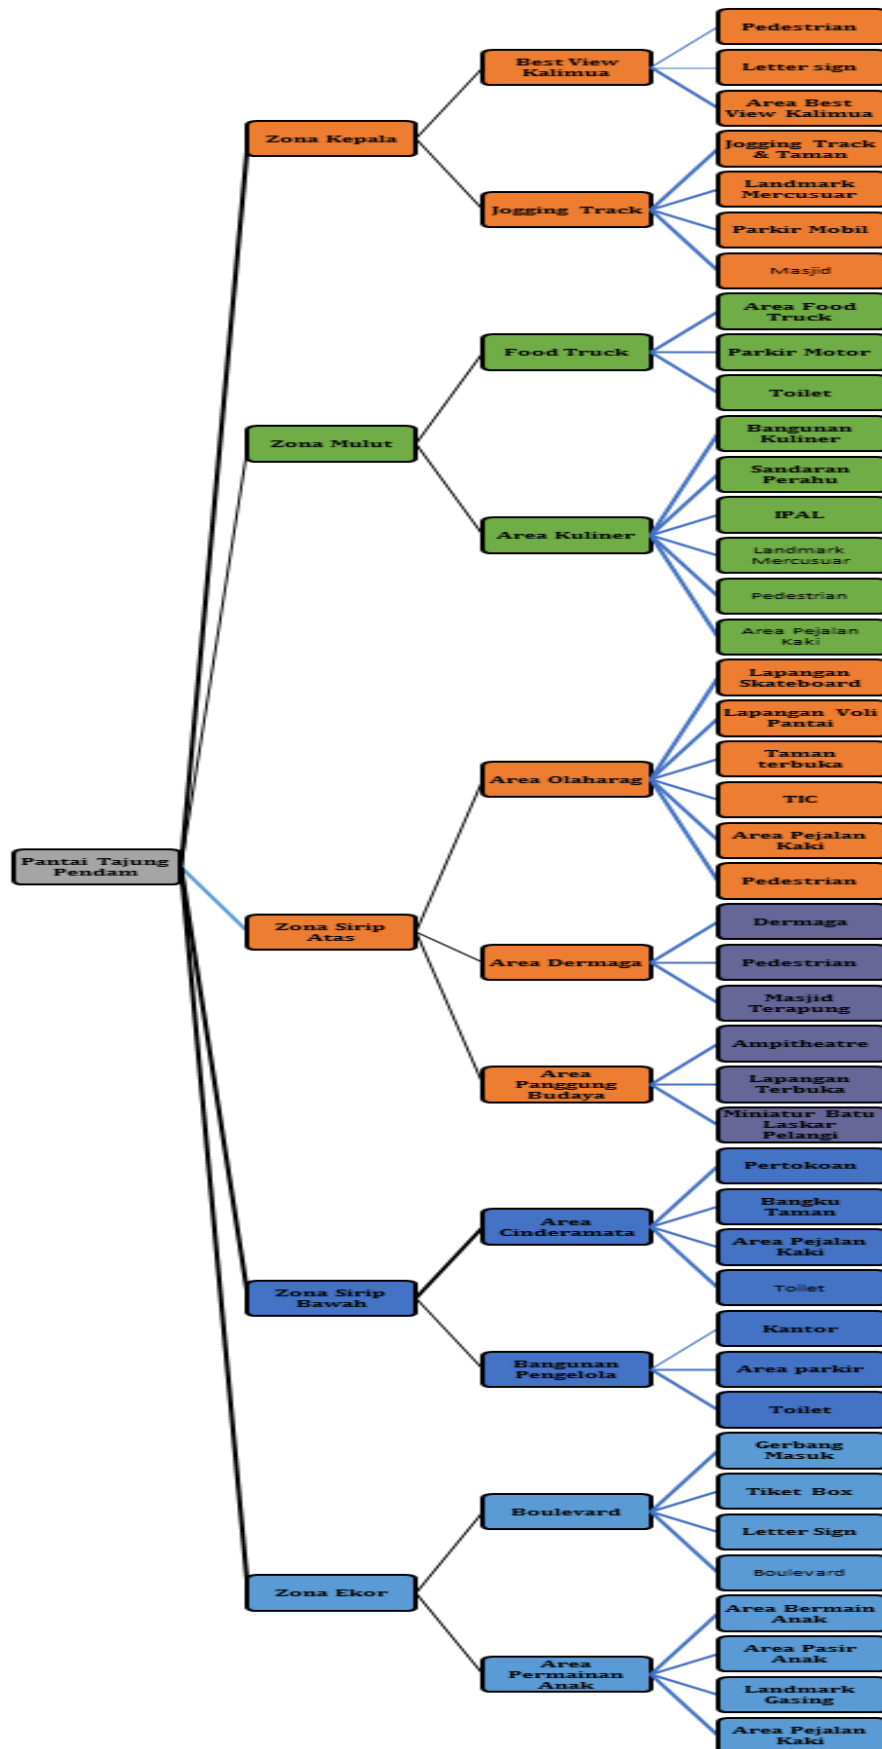 Pantai Tajung
Pendam
Zona Kepala
Best View
Kalimua
Pedestrian
Letter sign
Area Best
View Kalimua
Jogging Track
Jogging Track
& Taman
Landmark
Mercusuar
Parkir Mobil
Masjid
Zona Mulut
Food Truck
Area Food
Truck
Parkir Motor
Toilet
Area Kuliner
Bangunan
Kuliner
Sandaran
Perahu
IPAL
Landmark
Mercusuar
Pedestrian
Area Pejalan
Kaki
Zona Sirip
Atas
Area Olaharag
Lapangan
Skateboard
Lapangan Voli
Pantai
Taman
terbuka
TIC
Area Pejalan
Kaki
Pedestrian
Area Dermaga
Dermaga
Pedestrian
Masjid
Terapung
Area
Panggung
Budaya
Ampitheatre
Lapangan
Terbuka
Miniatur Batu
Laskar
Pelangi
Zona Sirip
Bawah
Area
Cinderamata
Pertokoan
Bangku
Taman
Area Pejalan
Kaki
Toilet
Bangunan
Pengelola
Kantor
Area parkir
Toilet
Zona Ekor
Boulevard
Gerbang
Masuk
Tiket Box
Letter Sign
Boulevard
Area
Permainan
Anak
Area Bermain
Anak
Area Pasir
Anak
Landmark
Gasing
Area Pejalan
Kaki